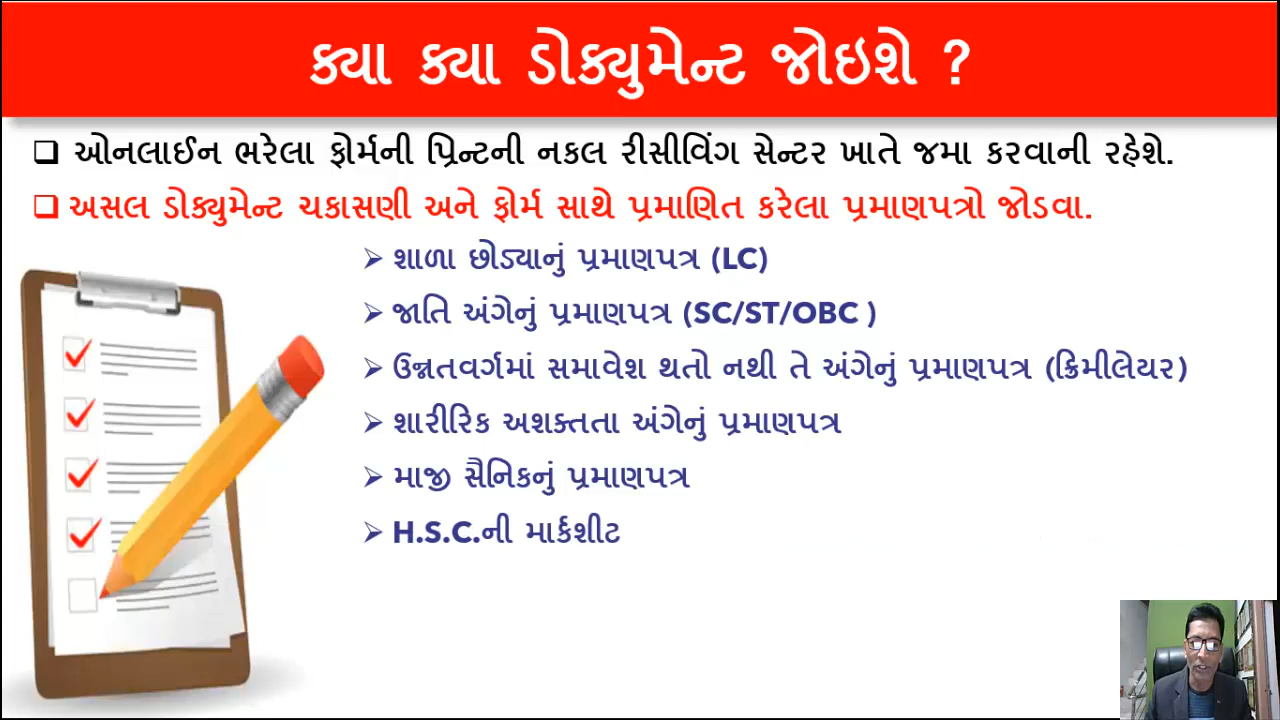 ક્યા ક્યા ડોક્યુમેન્ટ જોઇશે ?
ઓનલાઈન ભરેલા ફોર્મની પ્રિન્ટની નકલ રીસીવિંગ સેન્ટર ખાતે જમા કરવાની રહેશે.
અસલ ડોક્યુમેન્ટ ચકાસણી અને ફોર્મ સાથે પ્રમાણિત કરેલા પ્રમાણપત્રો જોડવા.
શાળા છોડ્યાનું પ્રમાણપત્ર (LC)
જાતિ અંગેનું પ્રમાણપત્ર (SC/ST/OBC )
ઉન્નતવર્ગમાં સમાવેશ થતો નથી તે અંગેનું પ્રમાણપત્ર (ક્રિમીલેયર)
શારીરિક અશક્તતા અંગેનું પ્રમાણપત્ર
માજી સૈનિકનું પ્રમાણપત્ર
H.S.C.ની માર્કશીટ